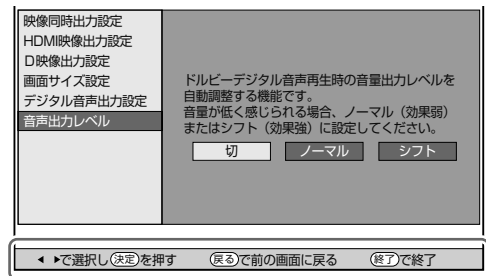 映像同時出力設定
HDMI映像出力設定
D映像出力設定
画面サイズ設定
デジタル音声出力設定
音声出力レベル
ドルビーデジタル音声再生時の音量出力レベルを
自動調整する機能です。
音量が低く感じられる場合、ノーマル（効果弱）
またはシフト（効果強）に設定してください。
切 ノーマル シフト
◀ ▶で選択し決定を押す 戻るで前の画面に戻る 終了で終了